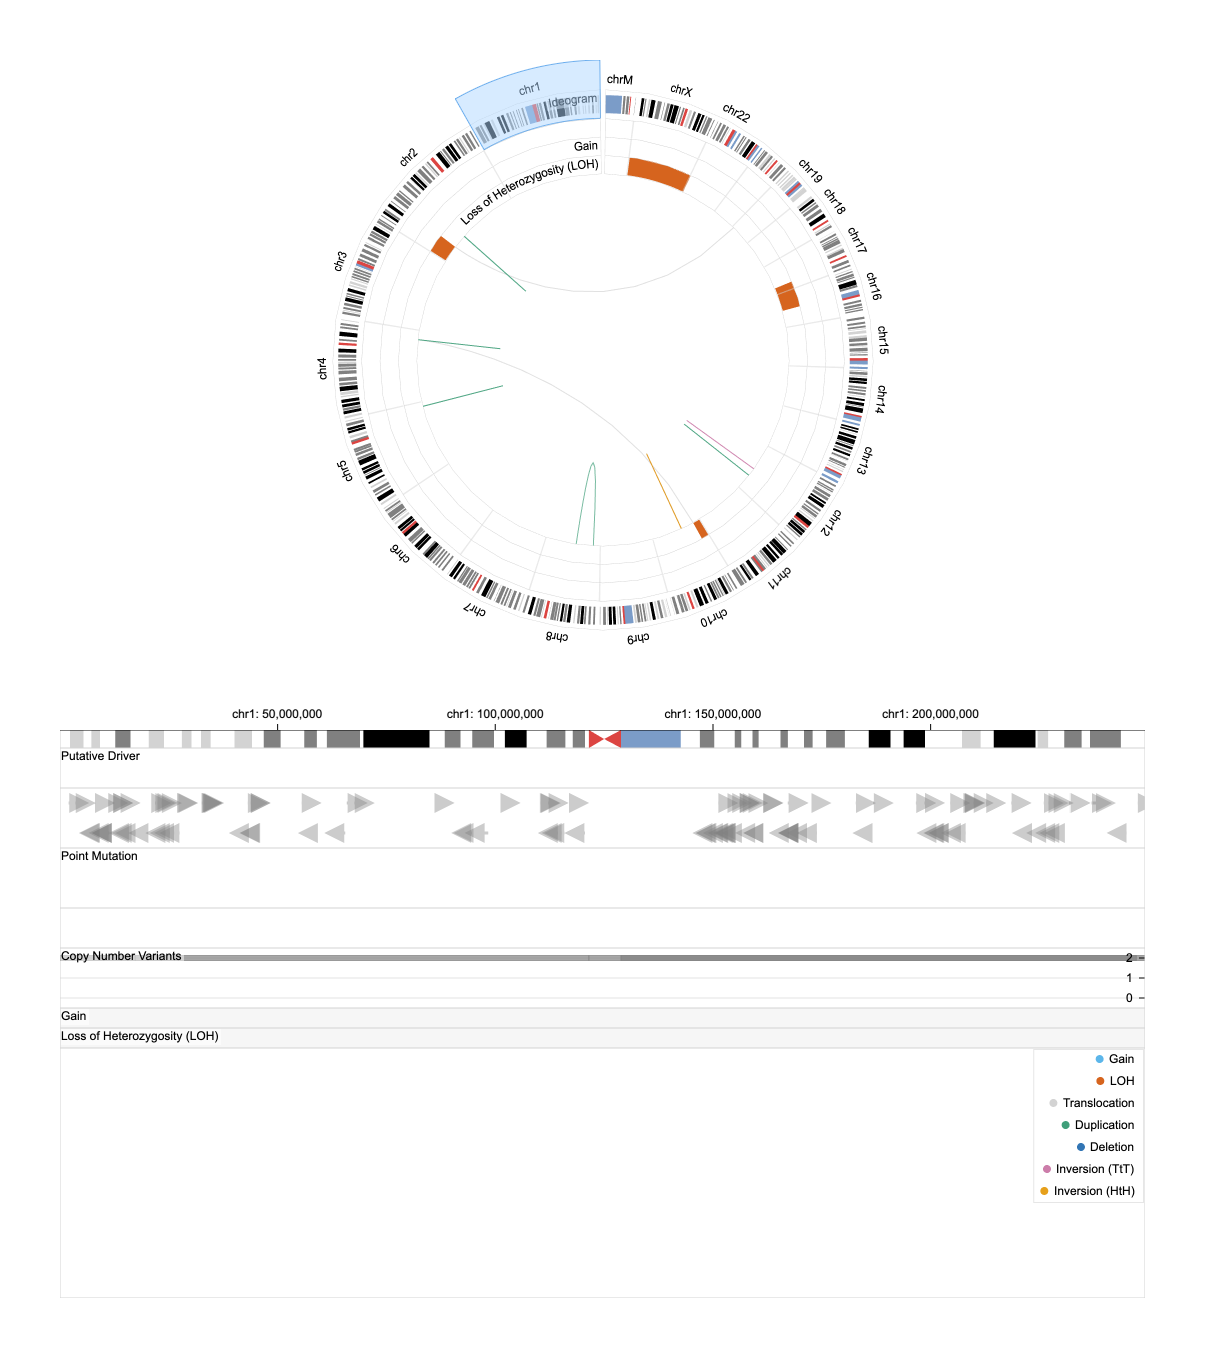 chrM
chrX
chr22
chr19
chr18
chr17
chr16
chr15
chr14
chr13
chr12
chr11
chr10
chr9
chr8
chr7
chr6
chr5
chr4
chr3
chr2
chr1
Ideogram
Gain
Loss of Heterozygosity (LOH)
chr1: 50,000,000
chr1: 100,000,000
chr1: 150,000,000
chr1: 200,000,000
Putative Driver
Point Mutation
Copy Number Variants
2
1
0
Gain
Loss of Heterozygosity (LOH)
Gain
LOH
Translocation
Duplication
Deletion
Inversion (TtT)
Inversion (HtH)